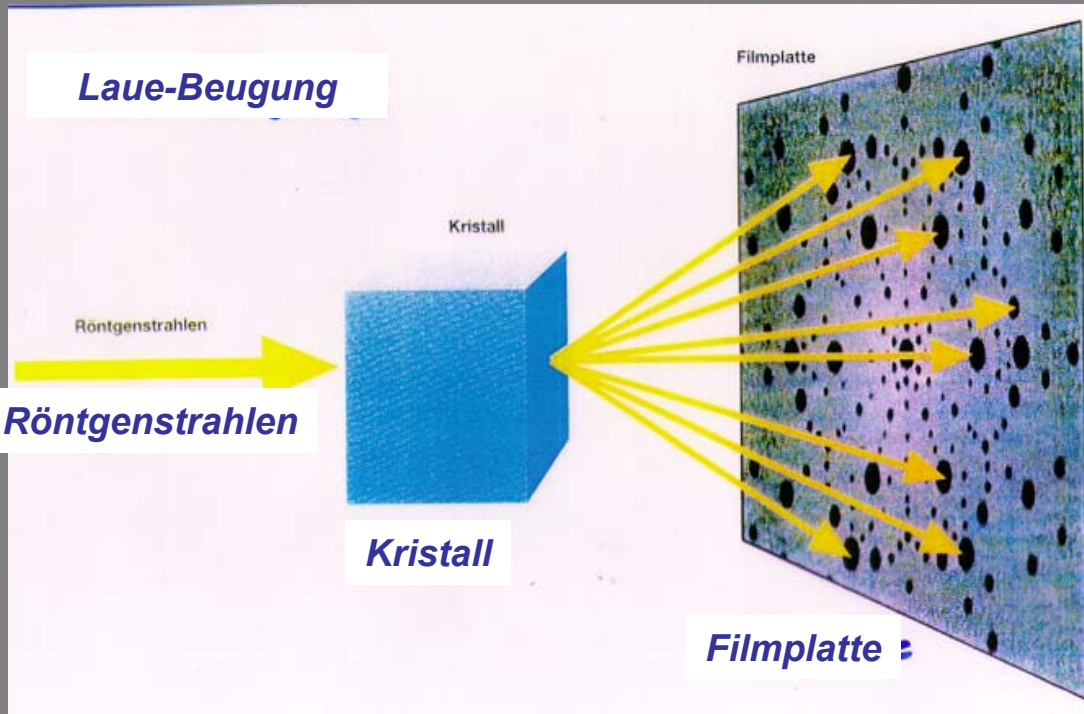 Laue-Beugung
Filmplatte
Kristall
Röntgenstrahlen
Röntgenstrahlen
Kristall
Filmplatte